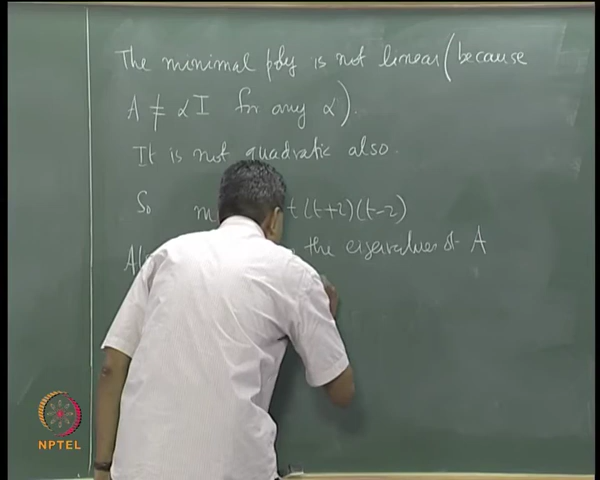 The minimal poly is not linear (because
A ≠ αI for any α).
It is not quadratic also.
So m t(t+2)(t-2)
the eigenvalues of A
NPTEL